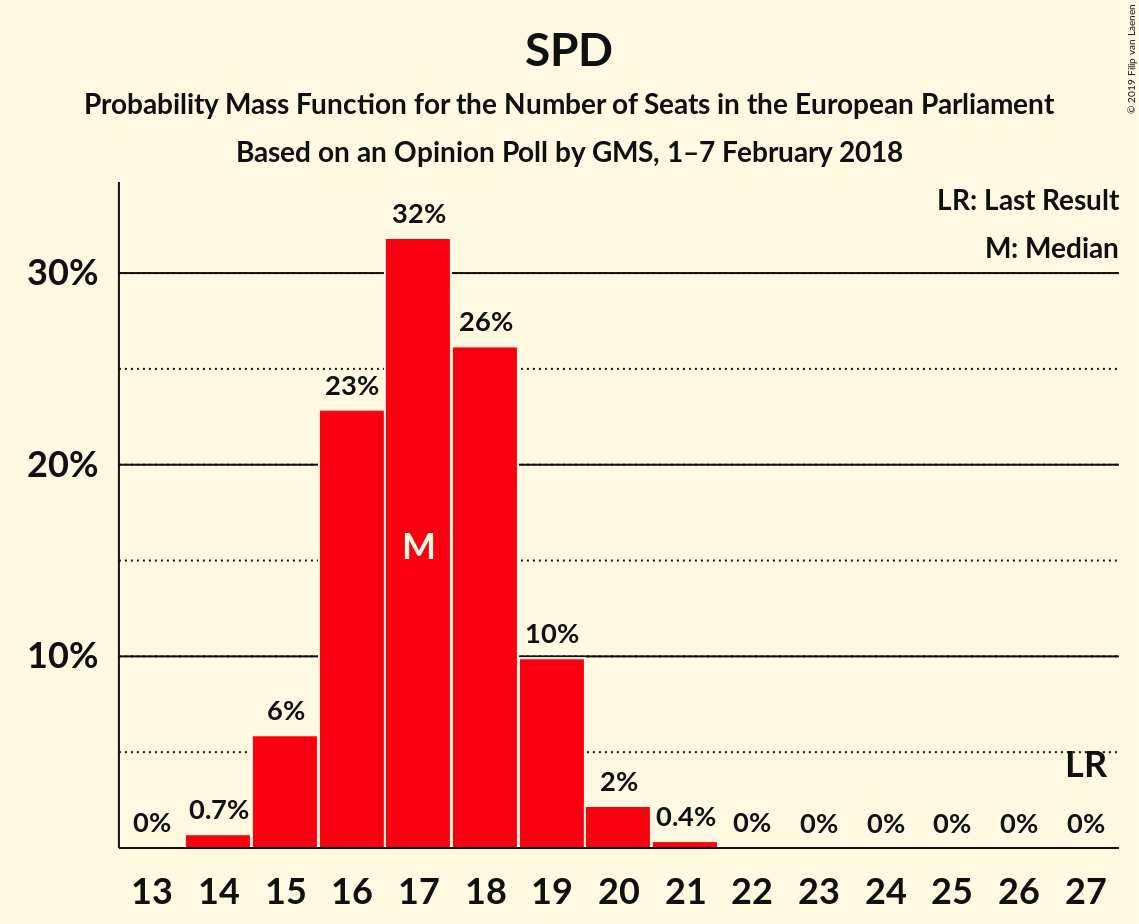 SPD
Probability Mass Function for the Number of Seats in the European Parliament
Based on an Opinion Poll by GMS, 1–7 February 2018
© 2019 Filip van Laenen
LR: Last Result
M: Median
30%
20%
10%
0%
0.7%
6%
23%
32%
26%
10%
2%
0.4%
0%
0%
0%
0%
0%
0%
M
LR
13 14 15 16 17 18 19 20 21 22 23 24 25 26 27